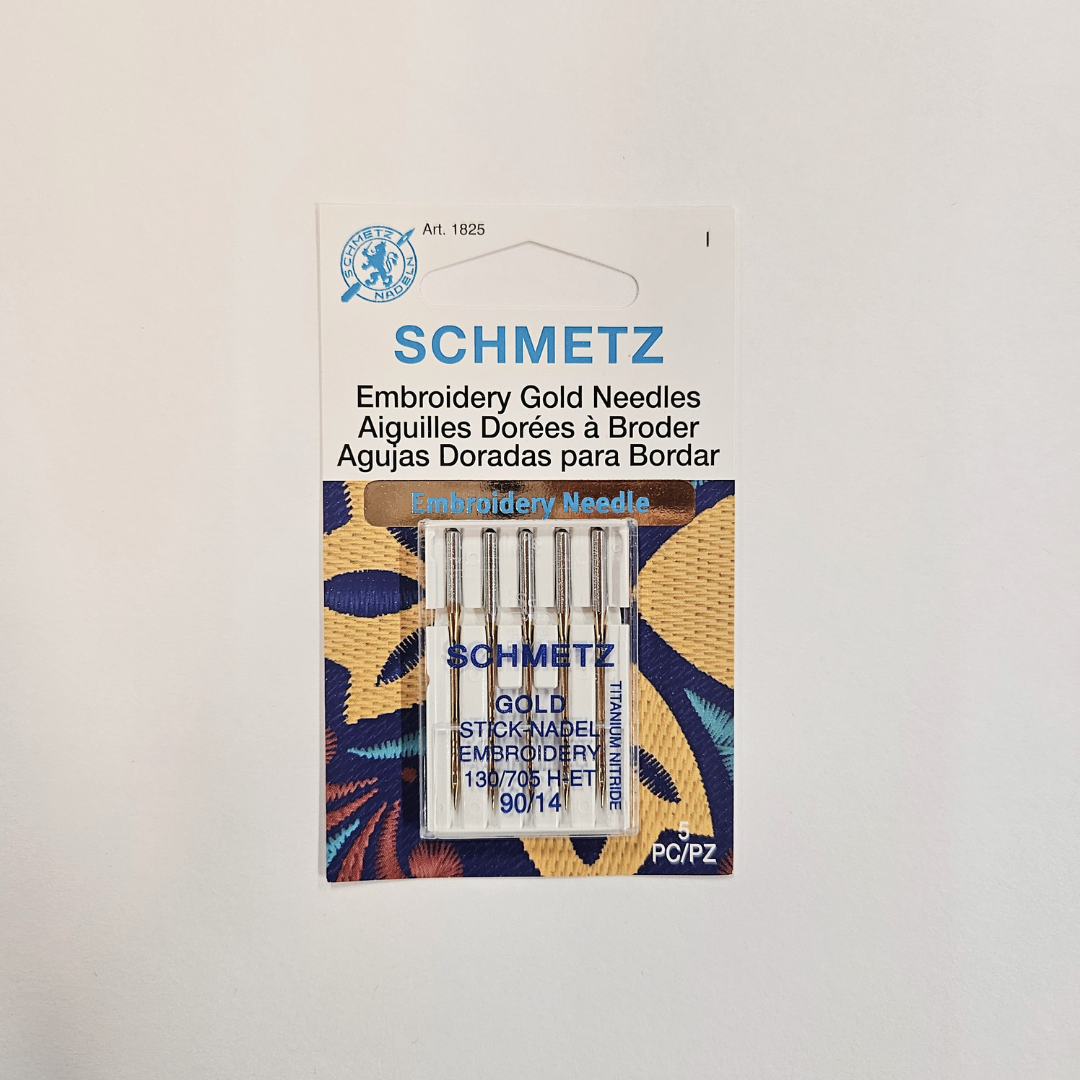 SCHMETZ
NADELN
Art. 1825
I
SCHMETZ
Embroidery Gold Needles
Aiguilles Dorées à Broder
Agujas Doradas para Bordar
Embroidery Needle
SCHMETZ
GOLD
STICK-NADEL
EMBROIDERY
130/705 H-ET
90/14
TITANIUM NITRIDE
5
PC/PZ